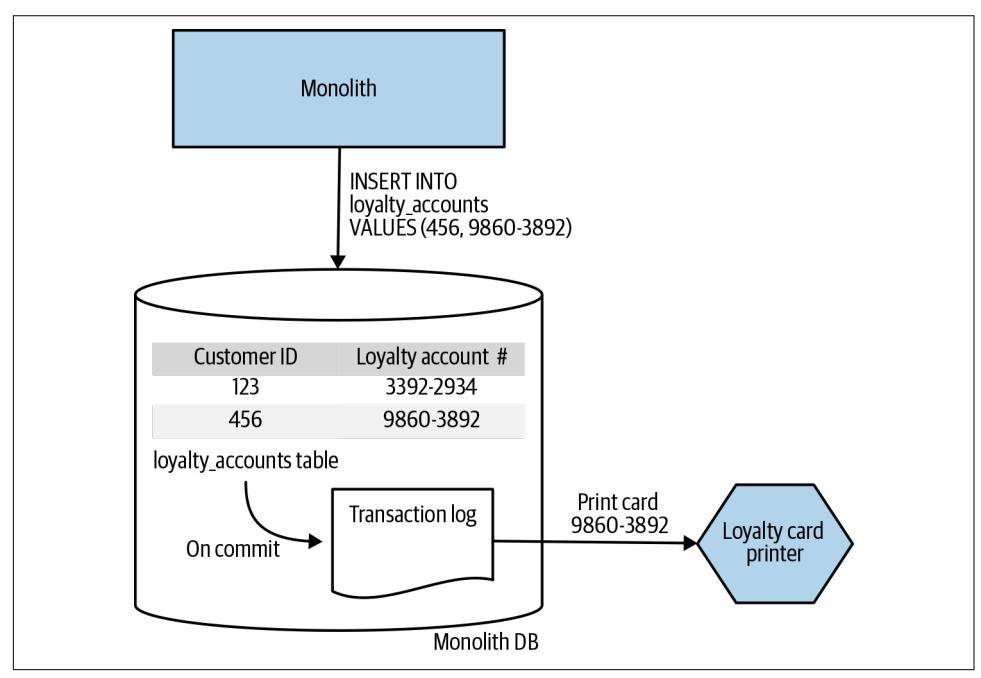 Monolith
INSERT INTO
loyalty_accounts
VALUES (456, 9860-3892)
Customer ID Loyalty account #
123 3392-2934
456 9860-3892
loyalty_accounts table
On commit
Transaction log
Print card
9860-3892
Loyalty card
printer
Monolith DB